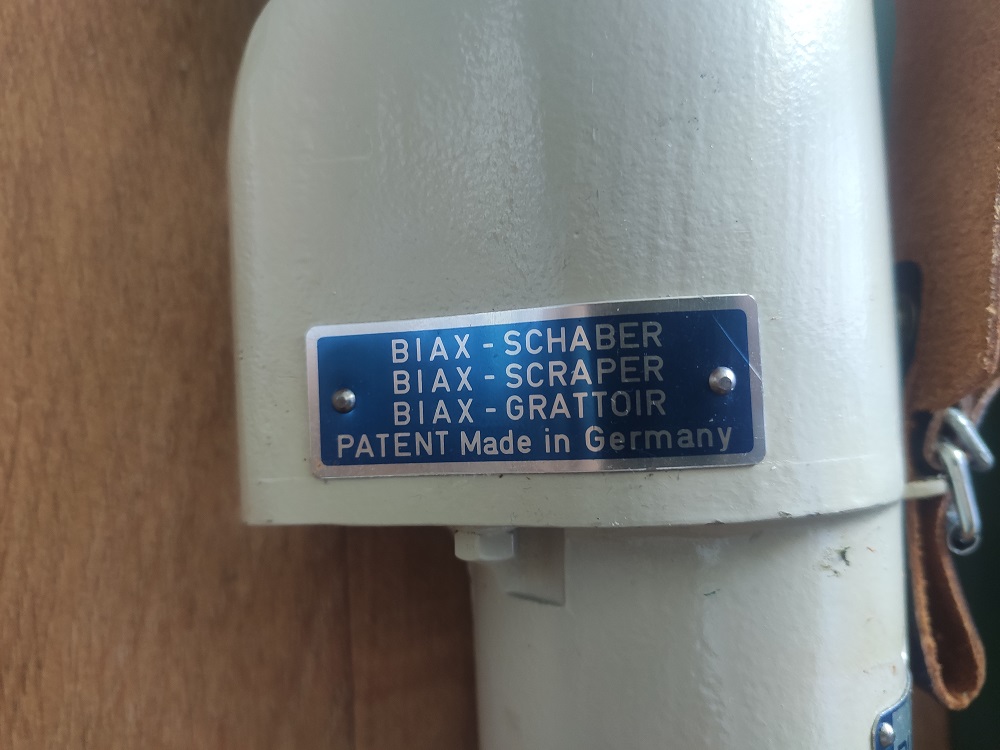 BIAX - SCHABER
BIAX - SCRAPER
BIAX - GRATTOIR
PATENT Made in Germany